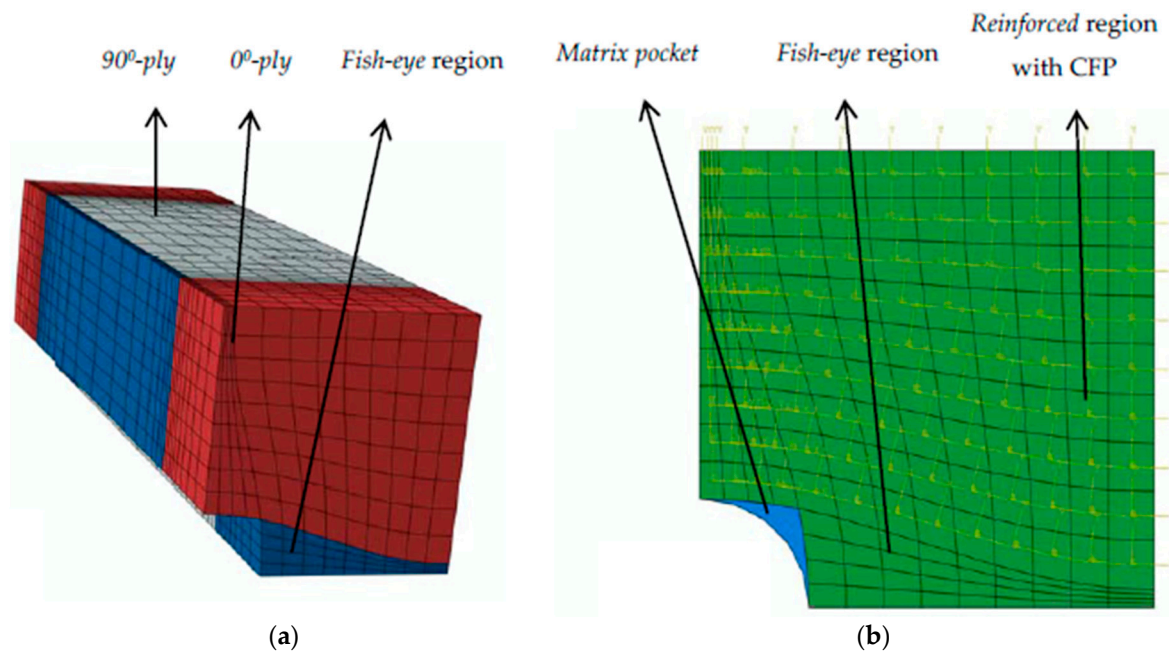 90⁰-ply 0⁰-ply Fish-eye region
Matrix pocket Fish-eye region Reinforced region
with CFP
(a) (b)